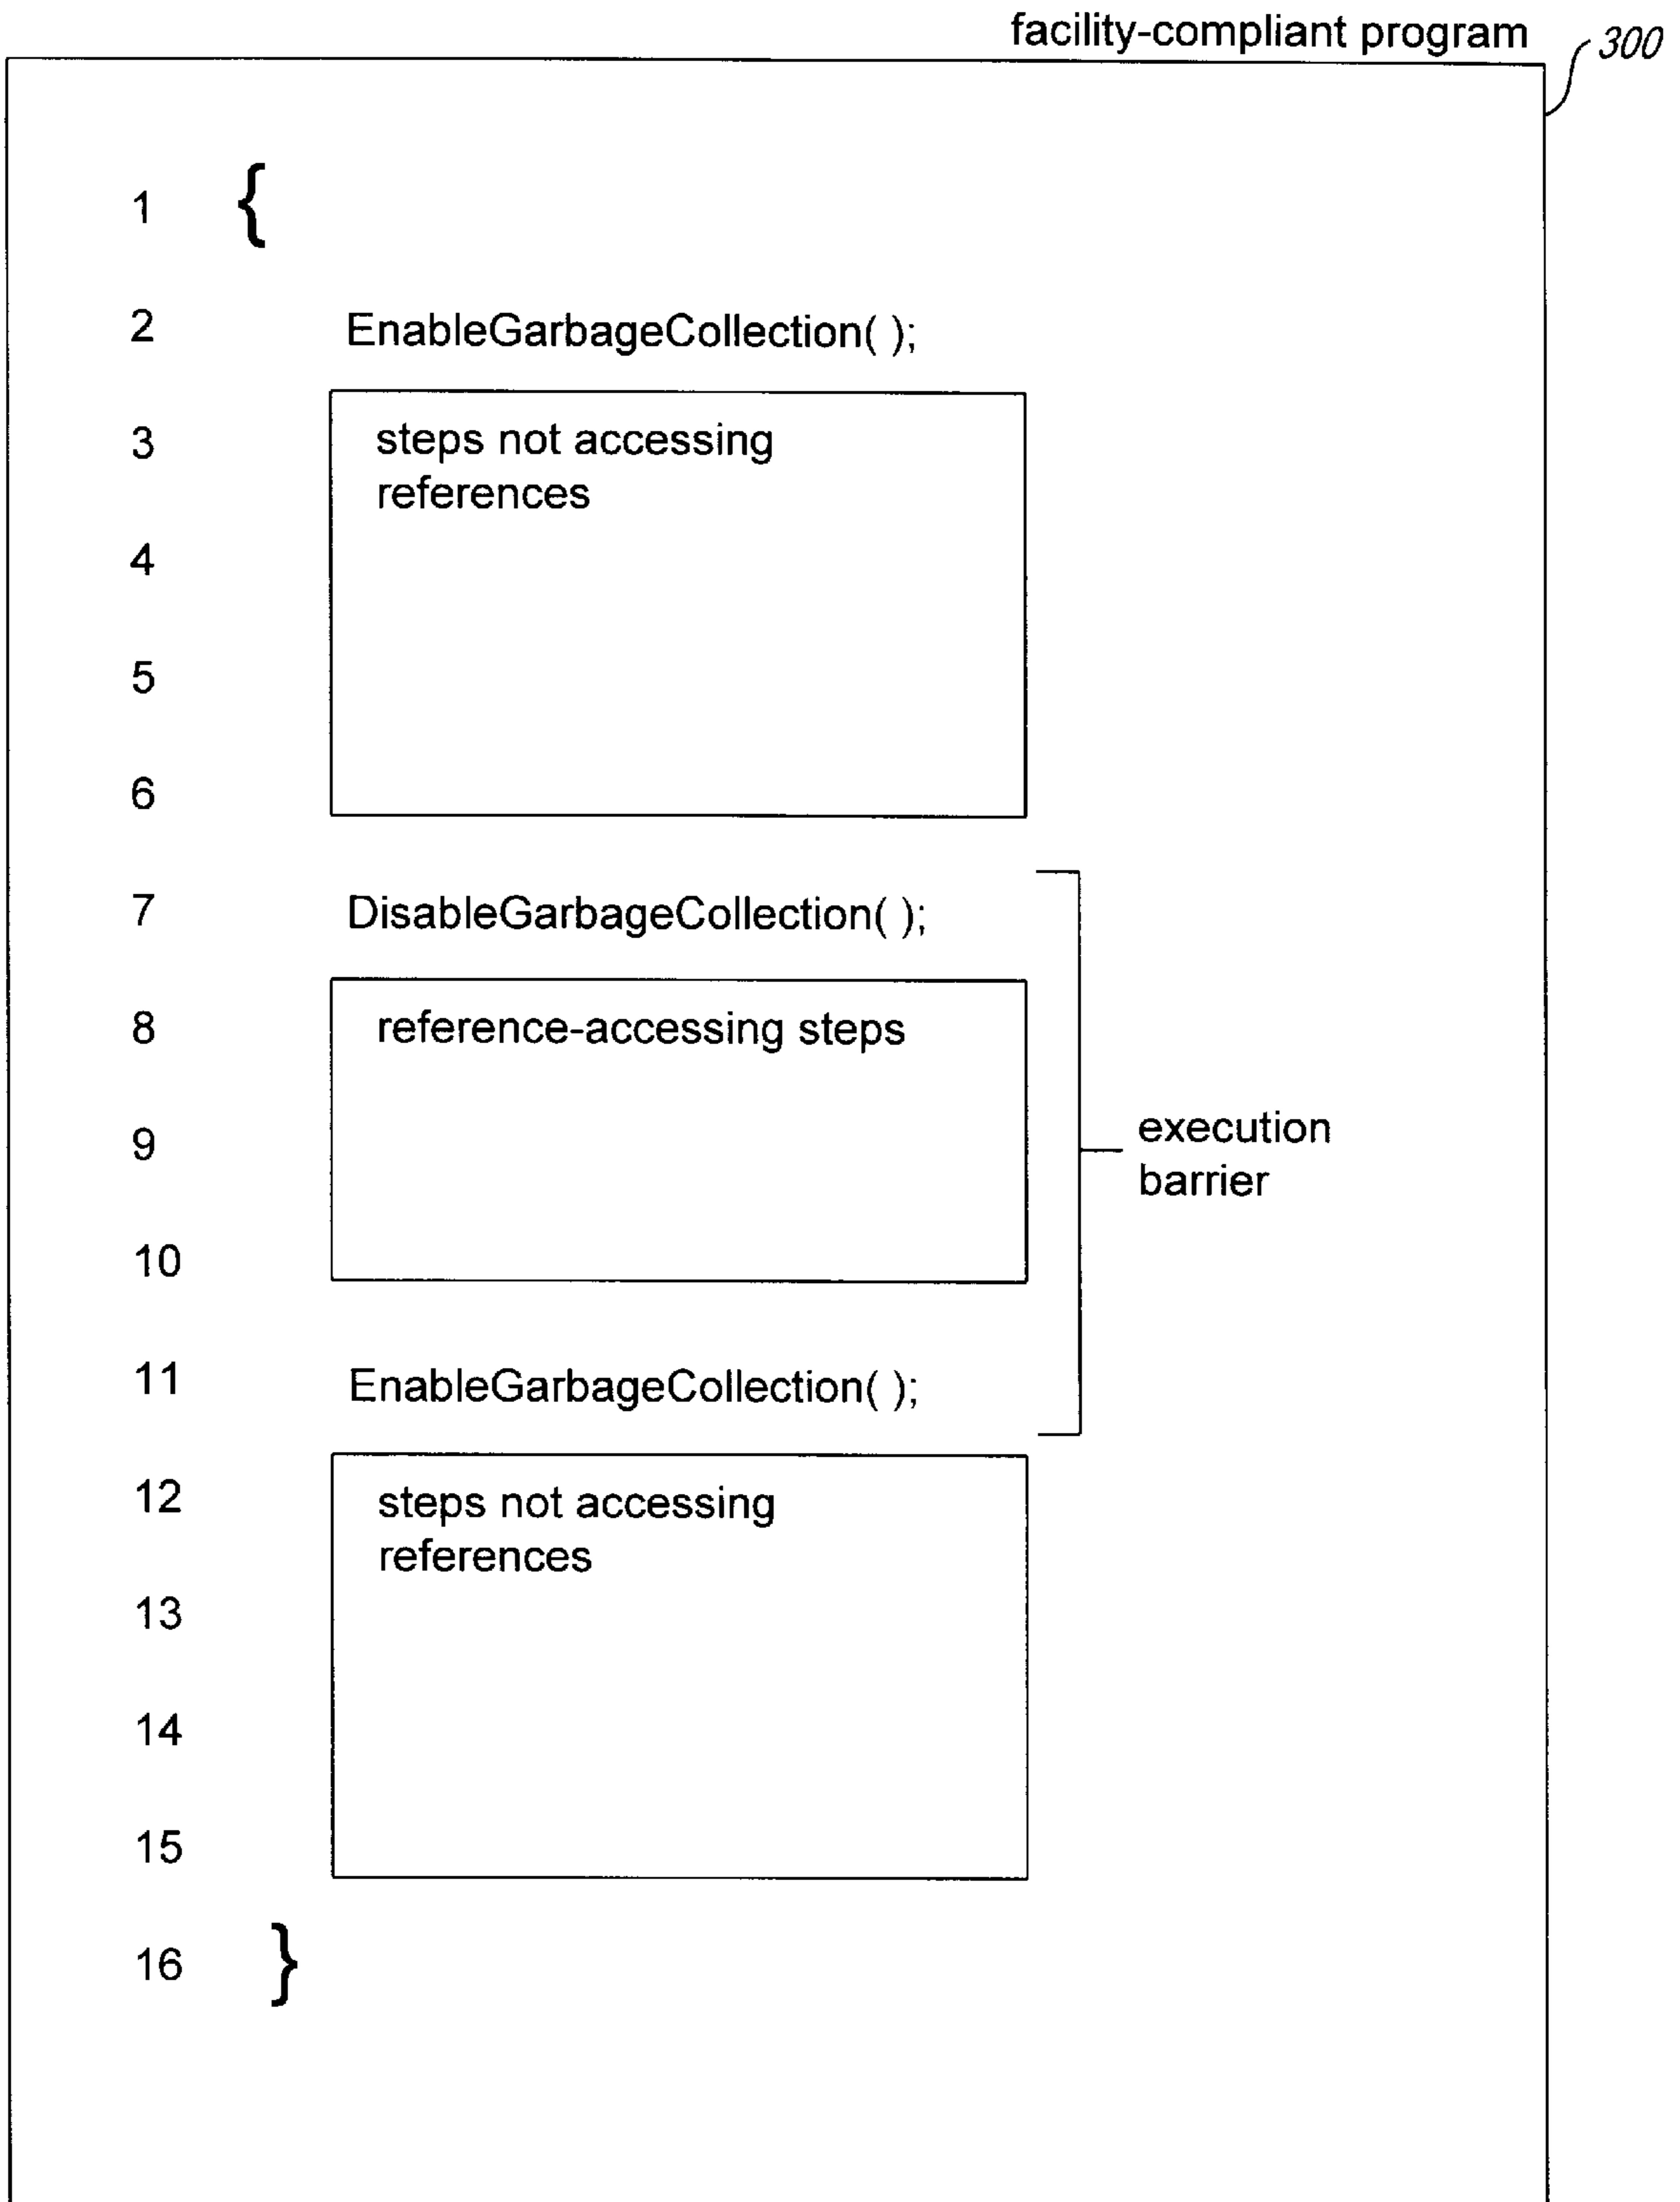 facility-compliant program
300
1 {
2 EnableGarbageCollection( );
3 steps not accessing
references
4
5
6
7 DisableGarbageCollection( );
8 reference-accessing steps
9
execution
barrier
10
11 EnableGarbageCollection( );
12 steps not accessing
references
13
14
15
16 }